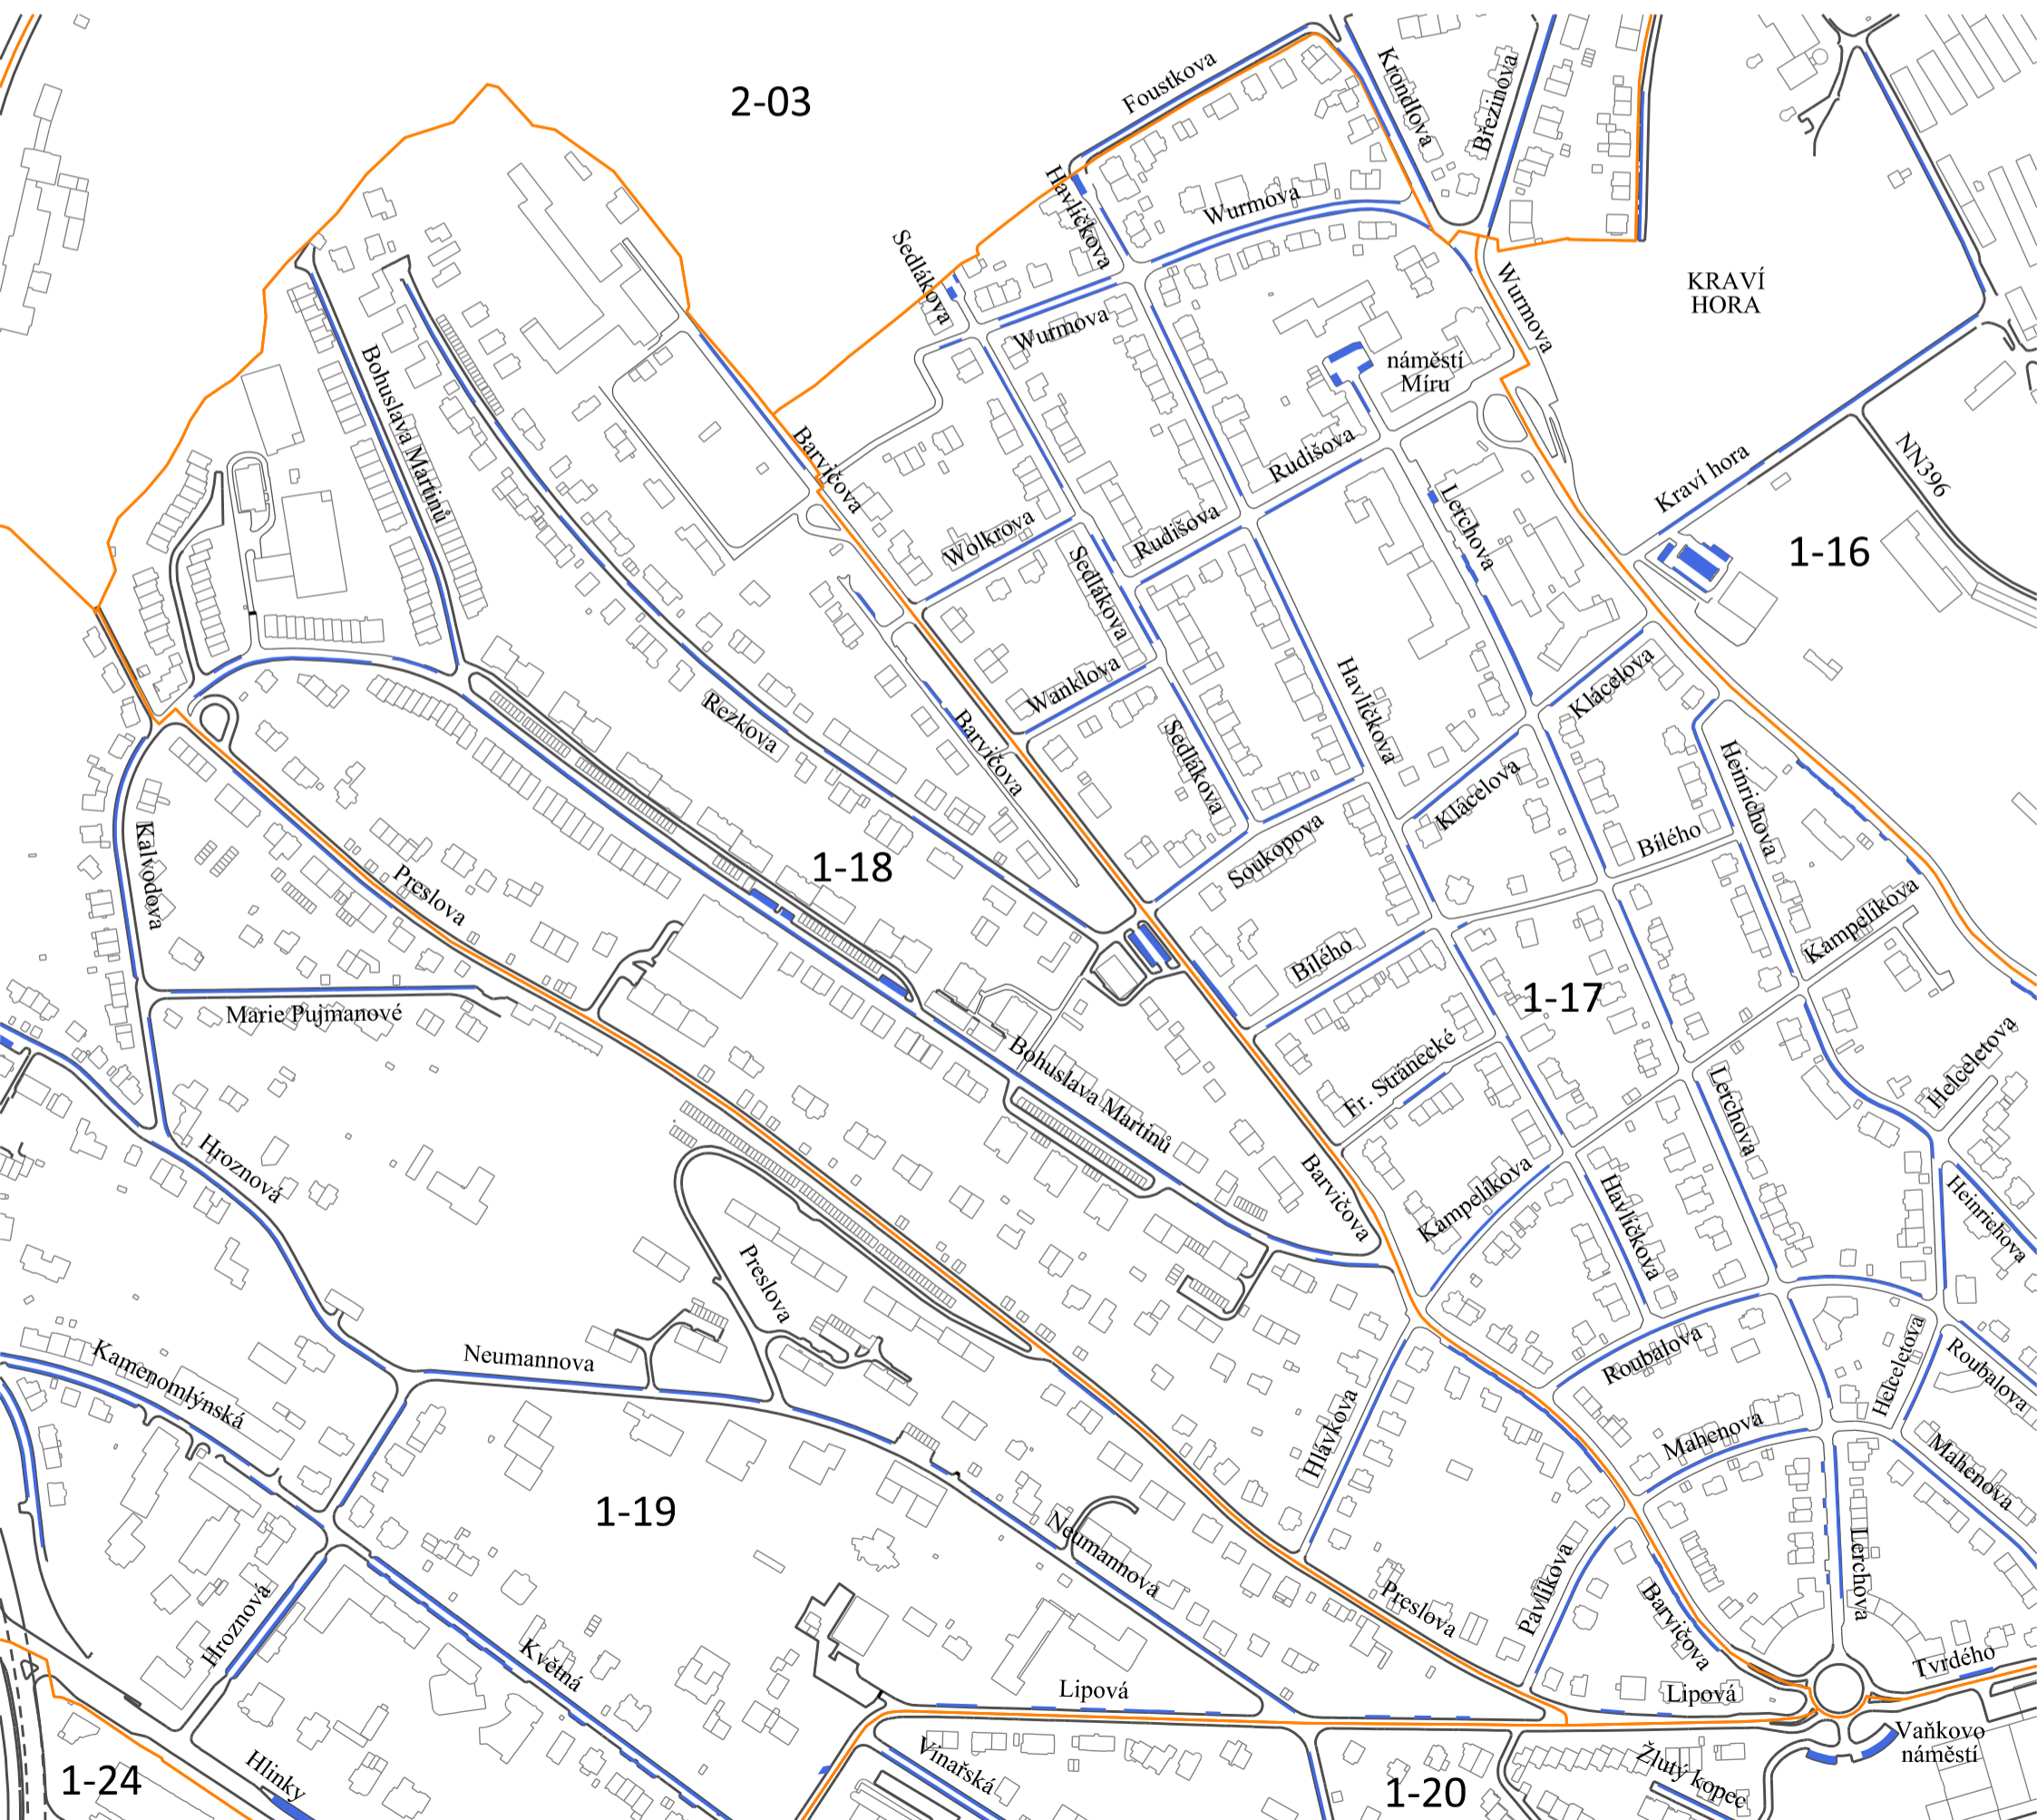 2-03
Foustkova
Krondlova
Březinova
Havlíčkova
Wurmova
Sedlákova
Wurmova
Wurmova
KRAVÍ
HORA
náměstí
Míru
Bohuslava Martinů
Barvičova
Rudišova
Kraví hora
NN396
Lerchova
Wolkrova
Rudišova
1-16
Sedlákova
Wanklova
Klácelova
Havlíčkova
Rezkova
Barvičova
Sedlákova
Klácelova
Heinrichova
Bílého
Kalvodova
Preslova
1-18
Soukopova
Kampelíkova
Bílého
1-17
Marie Pujmanové
Bohuslava Martinů
Fr. Stránecké
Helceletova
Lerchova
Hroznová
Barvičova
Kampelíkova
Havlíčkova
Heinrichova
Preslova
Neumannova
Kamenomlýnská
Roubalova
Helceletova
Roubalova
Hlávkova
Mahenova
Mahenova
1-19
Neumannova
Lerchova
Preslova
Pavlíkova
Barvičova
Hroznová
Květná
Lipová
Lipová
Tvrdého
Vaňkovo
náměstí
Hlinky
Vinařská
Žlutý kopec
1-24
1-20